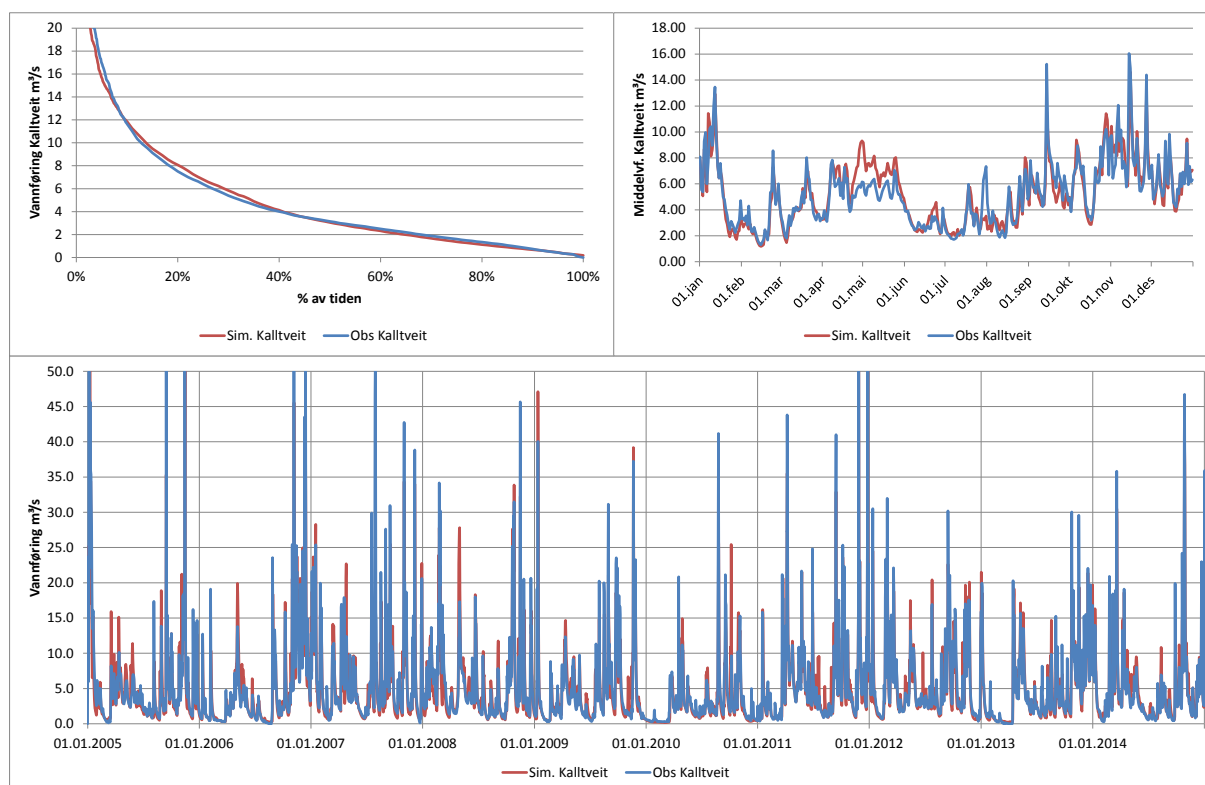 Vannføring Kalltveit m³/s
20
18
16
14
12
10
8
6
4
2
0
0%
20%
40%
60%
80%
100%
% av tiden
Sim. Kalltveit
Obs Kalltveit
Middelvf. Kalltveit m³/s
18.00
16.00
14.00
12.00
10.00
8.00
6.00
4.00
2.00
0.00
01.jan
01.feb
01.mar
01.apr
01.mai
01.jun
01.jul
01.aug
01.sep
01.okt
01.nov
01.des
Sim. Kalltveit
Obs Kalltveit
Vannføring m³/s
50.0
45.0
40.0
35.0
30.0
25.0
20.0
15.0
10.0
5.0
0.0
01.01.2005
01.01.2006
01.01.2007
01.01.2008
01.01.2009
01.01.2010
01.01.2011
01.01.2012
01.01.2013
01.01.2014
Sim. Kalltveit
Obs Kalltveit